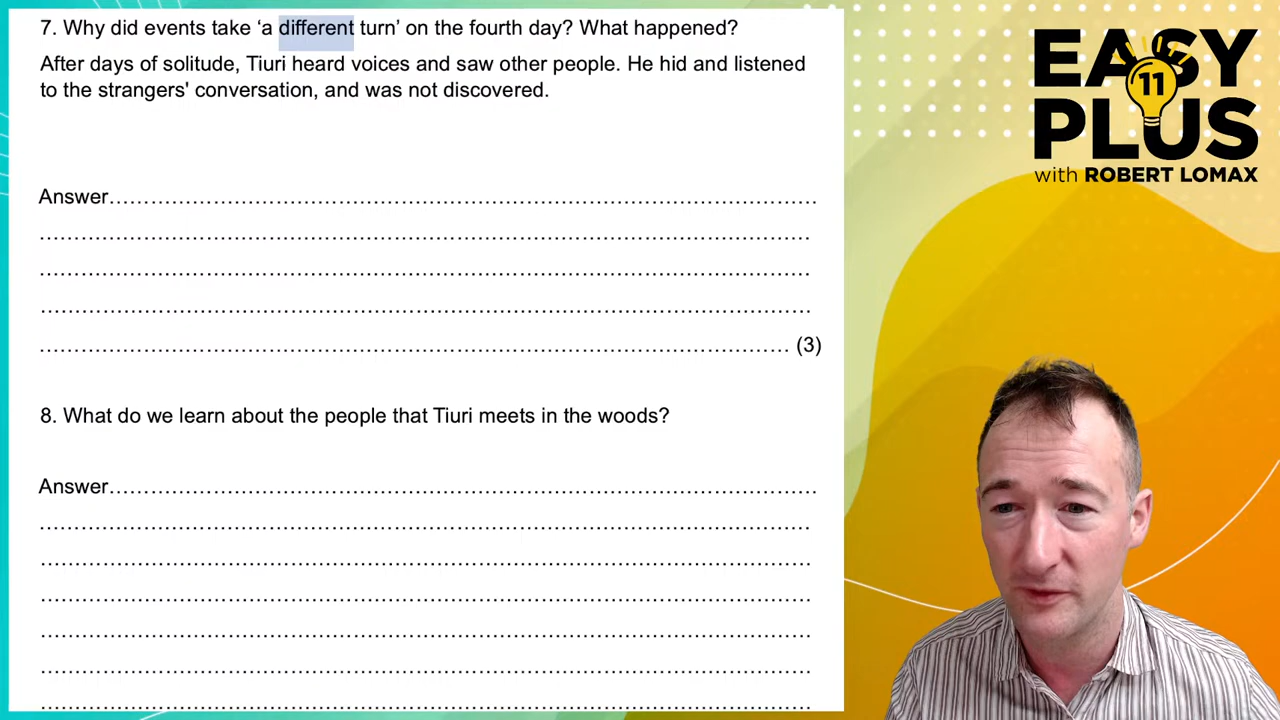 7. Why did events take ‘a different turn’ on the fourth day? What happened?
After days of solitude, Tiuri heard voices and saw other people. He hid and listened
to the strangers' conversation, and was not discovered.
Answer……………………………………………………………………………………
……………………………………………………………………………………………
……………………………………………………………………………………………
……………………………………………………………………………………………
………………………………………………………………………………………… (3)
8. What do we learn about the people that Tiuri meets in the woods?
Answer……………………………………………………………………………………
……………………………………………………………………………………………
……………………………………………………………………………………………
……………………………………………………………………………………………
……………………………………………………………………………………………
……………………………………………………………………………………………
……………………………………………………………………………………………
EASY
11
PLUS
with ROBERT LOMAX